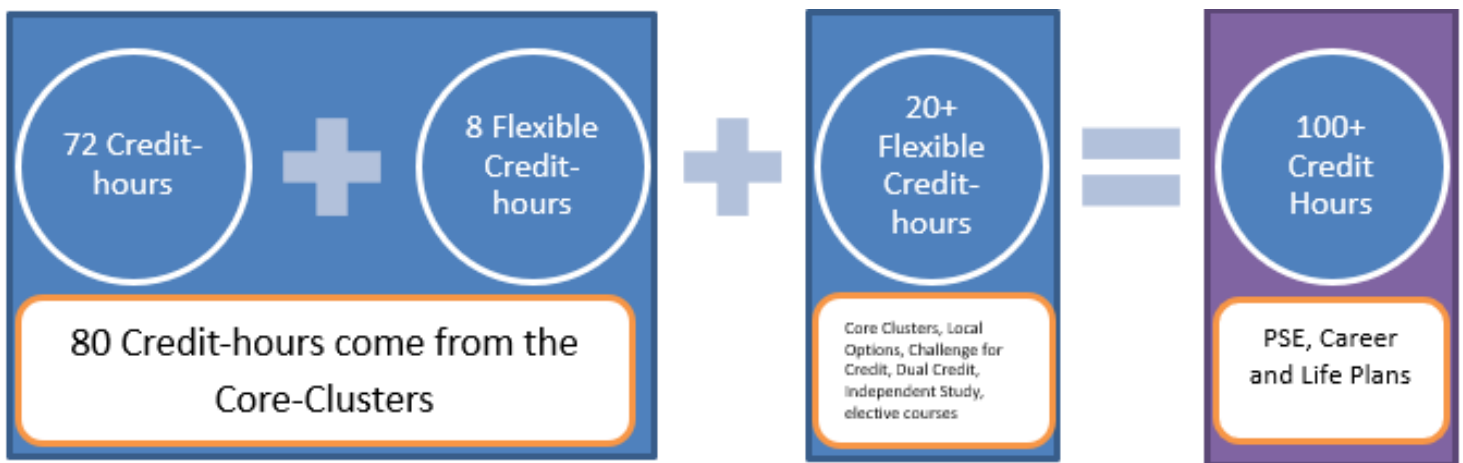 72 Credit-
hours
8 Flexible
Credit-
hours
80 Credit-hours come from the
Core-Clusters
20+
Flexible
Credit-
hours
Core Clusters, Local
Options, Challenge for
Credit, Dual Credit,
Independent Study,
elective courses
100+
Credit
Hours
PSE, Career
and Life Plans